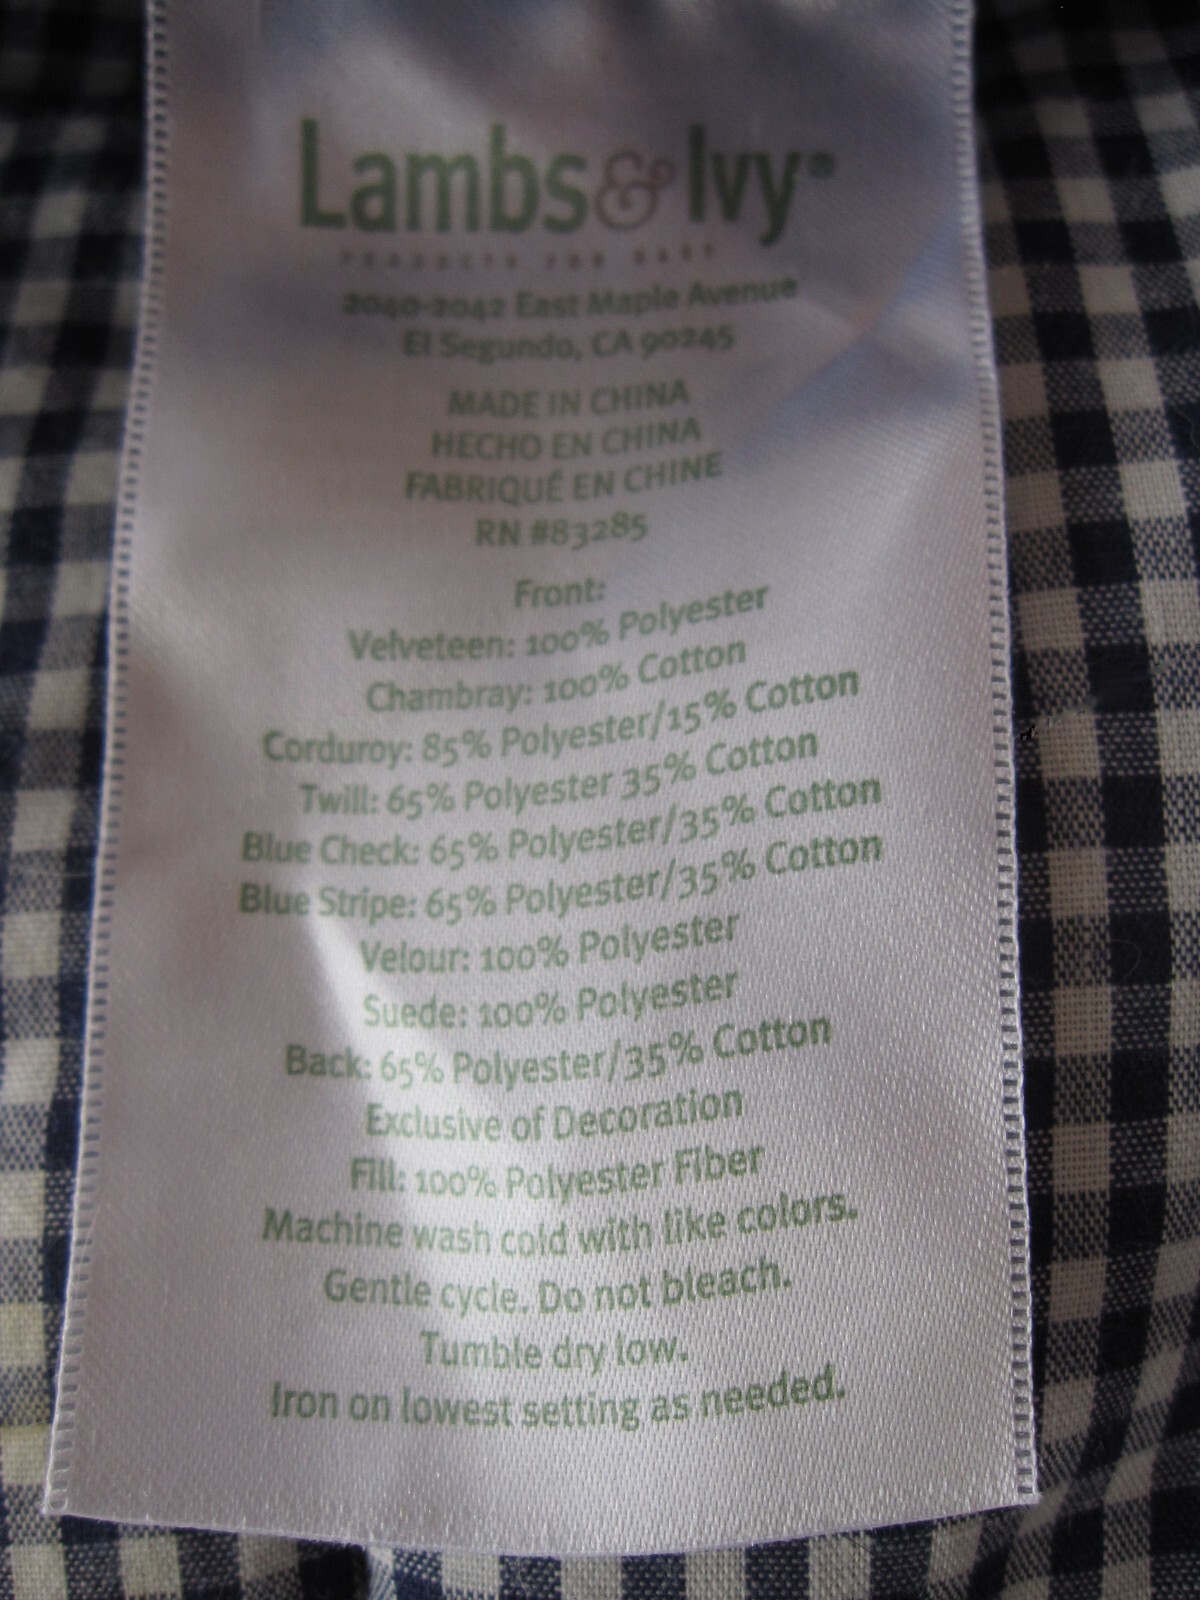 Lambs & Ivy®
PRODUCTS FOR BABY
2040-2042 East Maple Avenue
El Segundo, CA 90245
MADE IN CHINA
HECHO EN CHINA
FABRIQUÉ EN CHINE
RN #83285
Front:
Velveteen: 100% Polyester
Chambray: 100% Cotton
Corduroy: 85% Polyester/15% Cotton
Twill: 65% Polyester 35% Cotton
Blue Check: 65% Polyester/35% Cotton
Blue Stripe: 65% Polyester/35% Cotton
Velour: 100% Polyester
Suede: 100% Polyester
Back: 65% Polyester/35% Cotton
Exclusive of Decoration
Fill: 100% Polyester Fiber
Machine wash cold with like colors.
Gentle cycle. Do not bleach.
Tumble dry low.
Iron on lowest setting as needed.